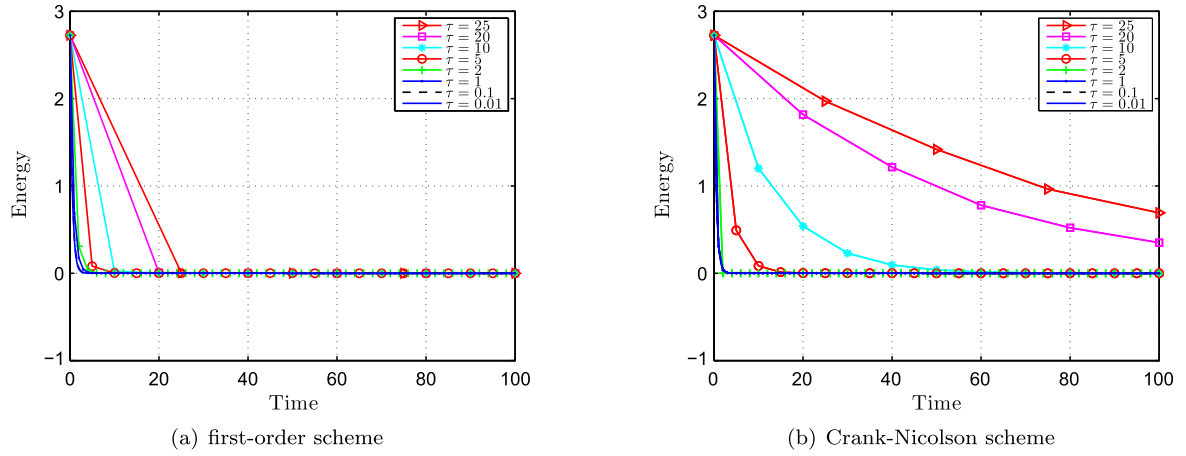 3
2
1
0
−1
Energy
0
20
40
60
80
100
Time
τ = 25
τ = 20
τ = 10
τ = 5
τ = 2
τ = 1
τ = 0.1
τ = 0.01
(a) first-order scheme
3
2
1
0
−1
Energy
0
20
40
60
80
100
Time
τ = 25
τ = 20
τ = 10
τ = 5
τ = 2
τ = 1
τ = 0.1
τ = 0.01
(b) Crank-Nicolson scheme